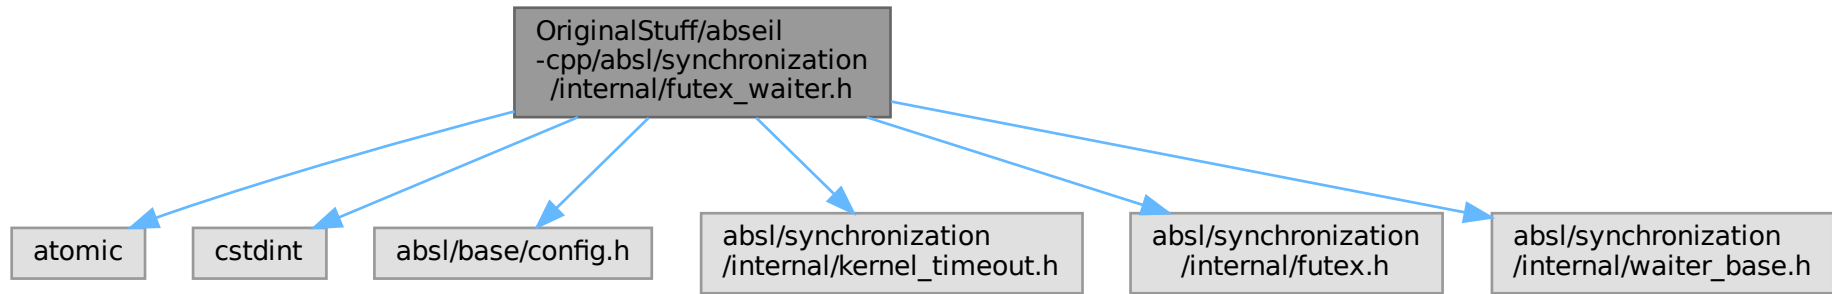 OriginalStuff/abseil
-cpp/absl/synchronization
/internal/futex_waiter.h
atomic
cstdint
absl/base/config.h
absl/synchronization
/internal/kernel_timeout.h
absl/synchronization
/internal/futex.h
absl/synchronization
/internal/waiter_base.h